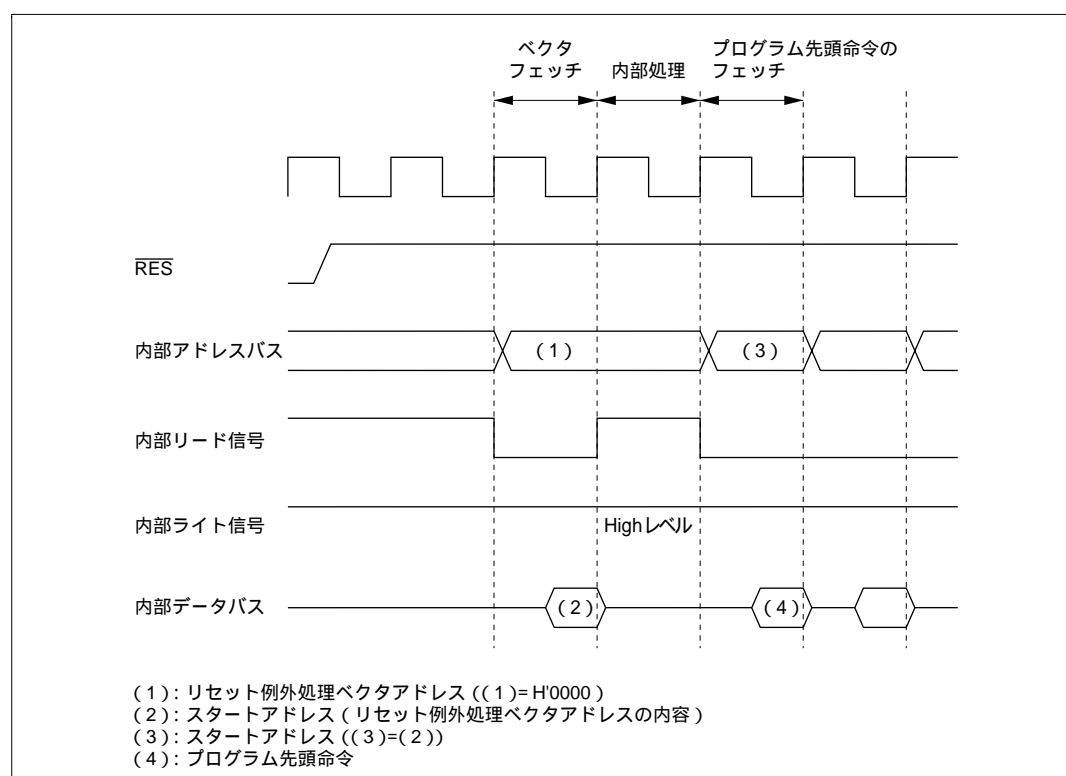 ベクタ
フェッチ
内部処理
プログラム先頭命令の
フェッチ
RES
内部アドレスバス
(1)
(3)
内部リード信号
内部ライト信号
Highレベル
内部データバス
(2)
(4)
(1): リセット例外処理ベクタアドレス ((1)= H'0000 )
(2): スタートアドレス ( リセット例外処理ベクタアドレスの内容 )
(3): スタートアドレス ((3)=(2))
(4): プログラム先頭命令